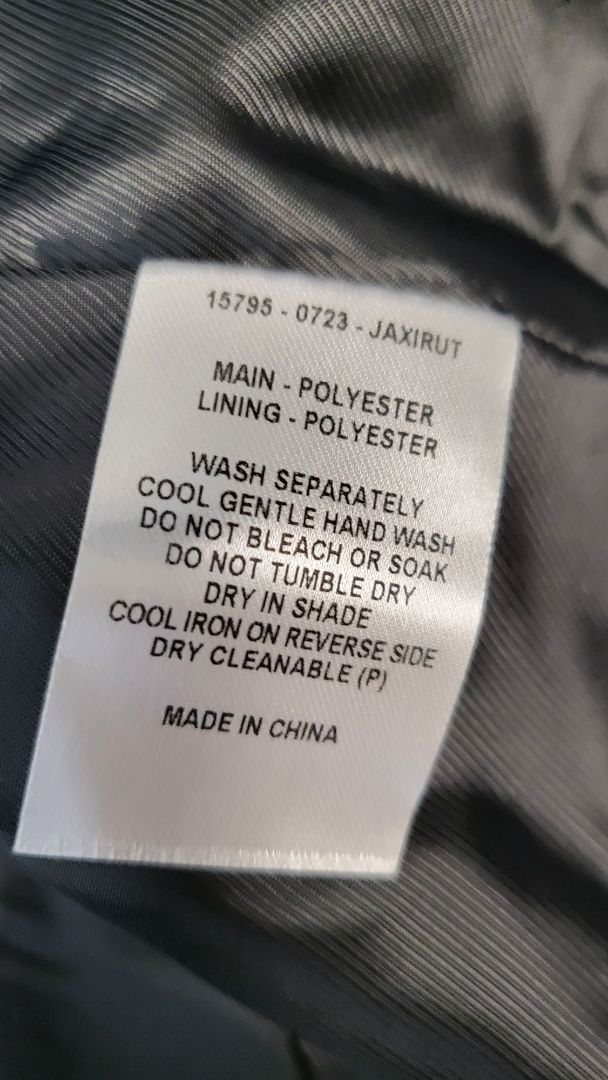 15795 - 0723 - JAXIRUT
MAIN - POLYESTER
LINING - POLYESTER
WASH SEPARATELY
COOL GENTLE HAND WASH
DO NOT BLEACH OR SOAK
DO NOT TUMBLE DRY
DRY IN SHADE
COOL IRON ON REVERSE SIDE
DRY CLEANABLE (P)
MADE IN CHINA